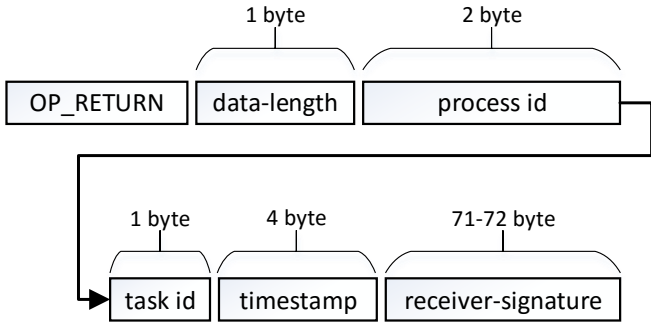 1 byte 2 byte
OP_RETURN data-length process id
1 byte 4 byte 71-72 byte
task id timestamp receiver-signature